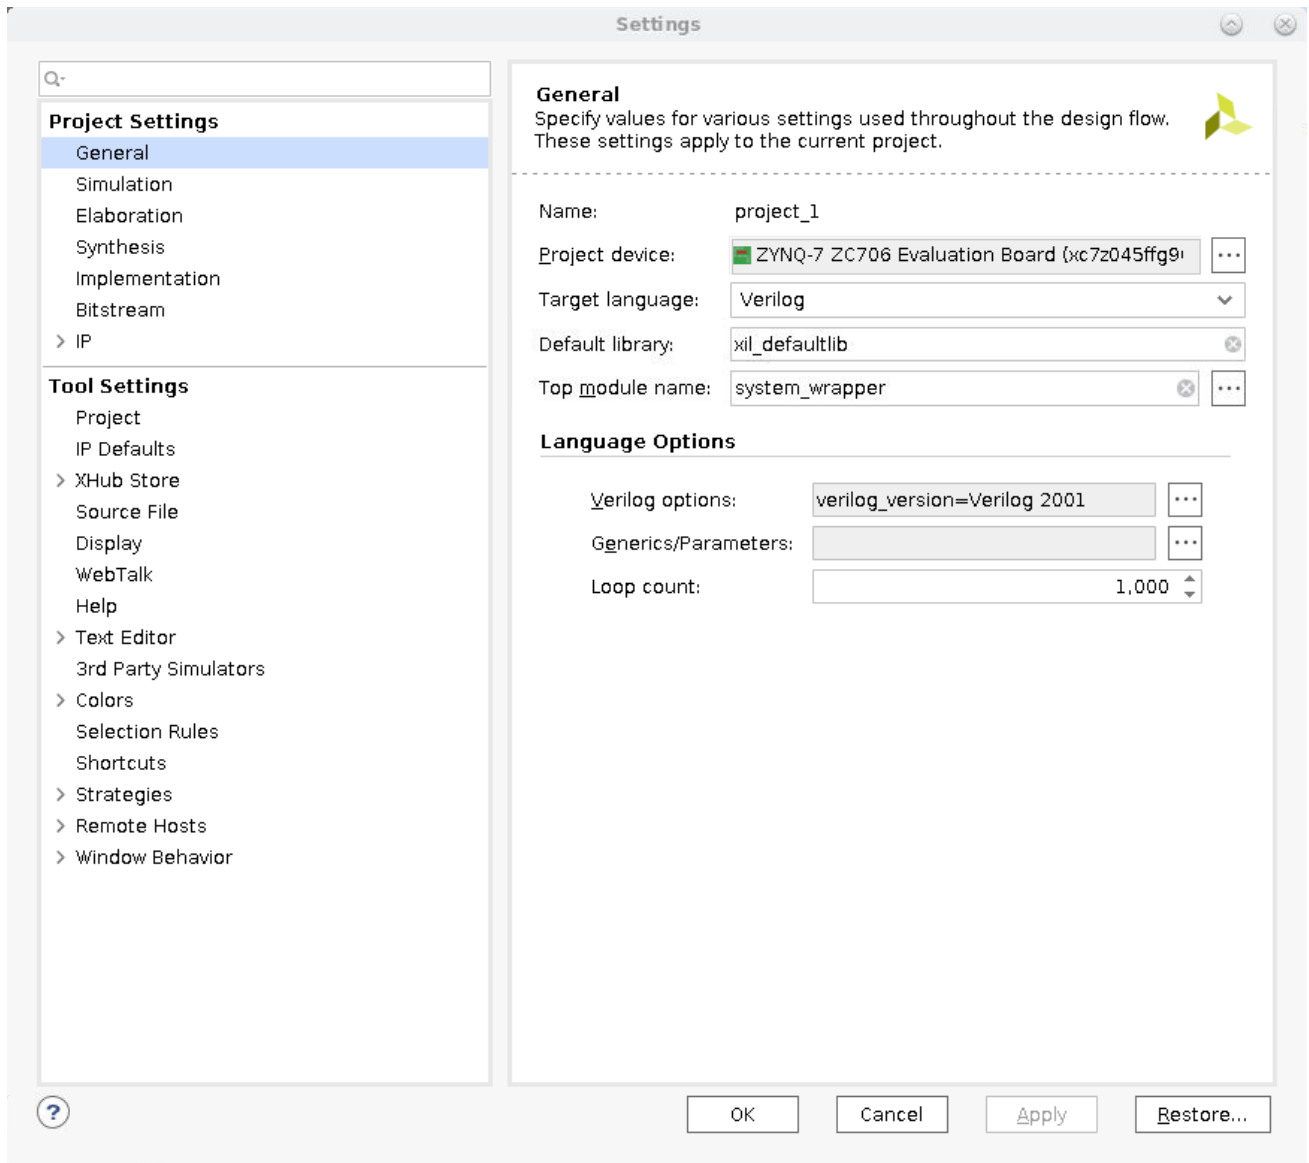 Settings
Project Settings
General
Simulation
Elaboration
Synthesis
Implementation
Bitstream
IP
Tool Settings
Project
IP Defaults
XHub Store
Source File
Display
WebTalk
Help
Text Editor
3rd Party Simulators
Colors
Selection Rules
Shortcuts
Strategies
Remote Hosts
Window Behavior
General
Specify values for various settings used throughout the design flow.
These settings apply to the current project.
Name: project_1
Project device: ZYNQ-7 ZC706 Evaluation Board (xc7z045ffg9
Target language: Verilog
Default library: xil_defaultlib
Top module name: system_wrapper
Language Options
Verilog options: verilog_version=Verilog 2001
Generics/Parameters:
Loop count: 1,000
? OK Cancel Apply Restore...